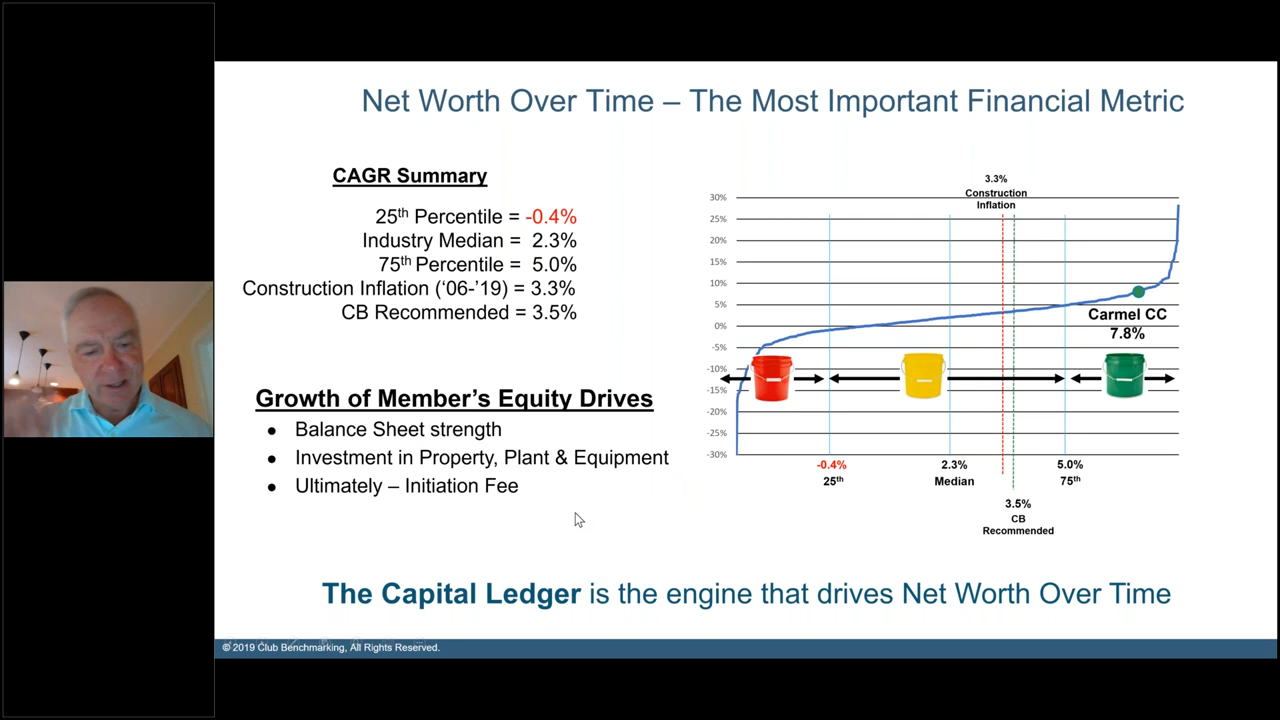 Net Worth Over Time – The Most Important Financial Metric
CAGR Summary
25th Percentile = -0.4%
Industry Median = 2.3%
75th Percentile = 5.0%
Construction Inflation (‘06-’19) = 3.3%
CB Recommended = 3.5%
Growth of Member’s Equity Drives
● Balance Sheet strength
● Investment in Property, Plant & Equipment
● Ultimately – Initiation Fee
3.3%
Construction
Inflation
30%
25%
20%
15%
10%
5%
0%
-5%
-10%
-15%
-20%
-25%
-30%
Carmel CC
7.8%
-0.4%
25th
2.3%
Median
5.0%
75th
3.5%
CB
Recommended
The Capital Ledger is the engine that drives Net Worth Over Time
© 2019 Club Benchmarking, All Rights Reserved.